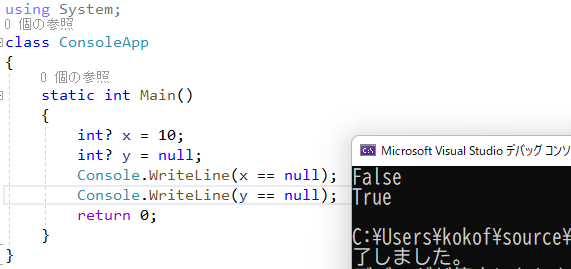 using System;
0 個の参照
class ConsoleApp
{
0 個の参照
static int Main()
{
int? x = 10;
int? y = null;
Console.WriteLine(x == null);
Console.WriteLine(y == null);
return 0;
}
}
Microsoft Visual Studio デバッグ コンソ
False
True
C:¥Users¥kokof¥source¥
了しました。